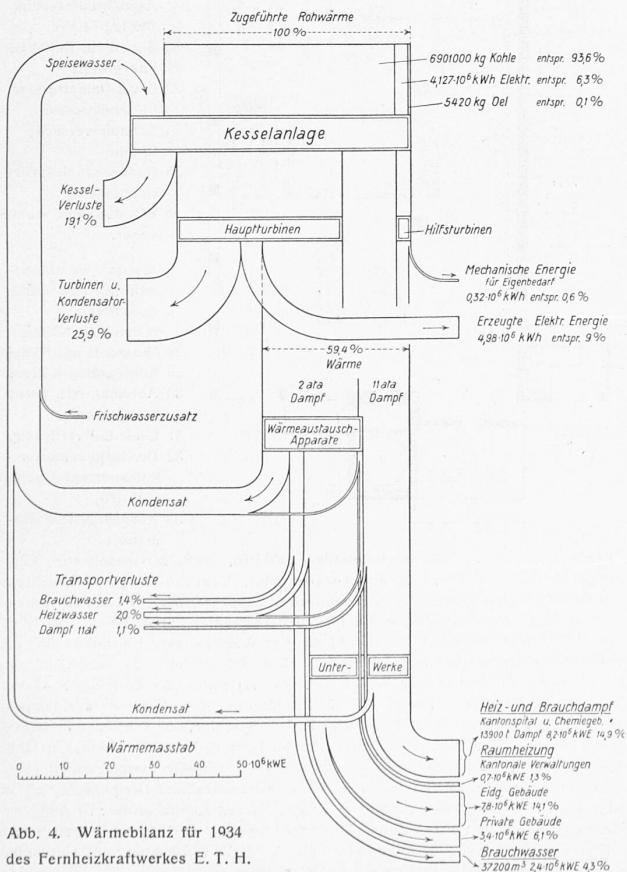 Zugeführte Rohwärme
100%
Speisewasser
6901000 kg Kohle entspr. 93,6%
4,127·10⁶ kWh Elektr. entspr. 6,3%
5420 kg Oel entspr. 0,1%
Kesselanlage
Kessel-
Verluste
19,1%
Hauptturbinen
Hilfsturbinen
Turbinen u.
Kondensator-
Verluste
25,9%
Mechanische Energie
für Eigenbedarf
0,32·10⁶ kWh entspr. 0,6%
Erzeugte Elektr. Energie
4,98·10⁶ kWh entspr. 9%
59,4%
Wärme
2 ata
Dampf
11 ata
Dampf
Frischwasserzusatz
Wärmeaustausch-
Apparate
Kondensat
Transportverluste
Brauchwasser 1,4%
Heizwasser 2,0%
Dampf 11at 1,1%
Unter- Werke
Kondensat
Wärmemasstab
0 10 20 30 40 50·10⁶ kWE
Heiz- und Brauchdampf
Kantonspital u. Chemiegeb.
13900 t Dampf 8,2·10⁶ kWE 14,9%
Raumheizung
Kantonale Verwaltungen
0,7·10⁶ kWE 1,3%
Eidg. Gebäude
7,8·10⁶ kWE 14,1%
Private Gebäude
3,4·10⁶ kWE 6,1%
Brauchwasser
37200 m³ 2,4·10⁶ kWE 4,3%
Abb. 4. Wärmebilanz für 1934
des Fernheizkraftwerkes E. T. H.